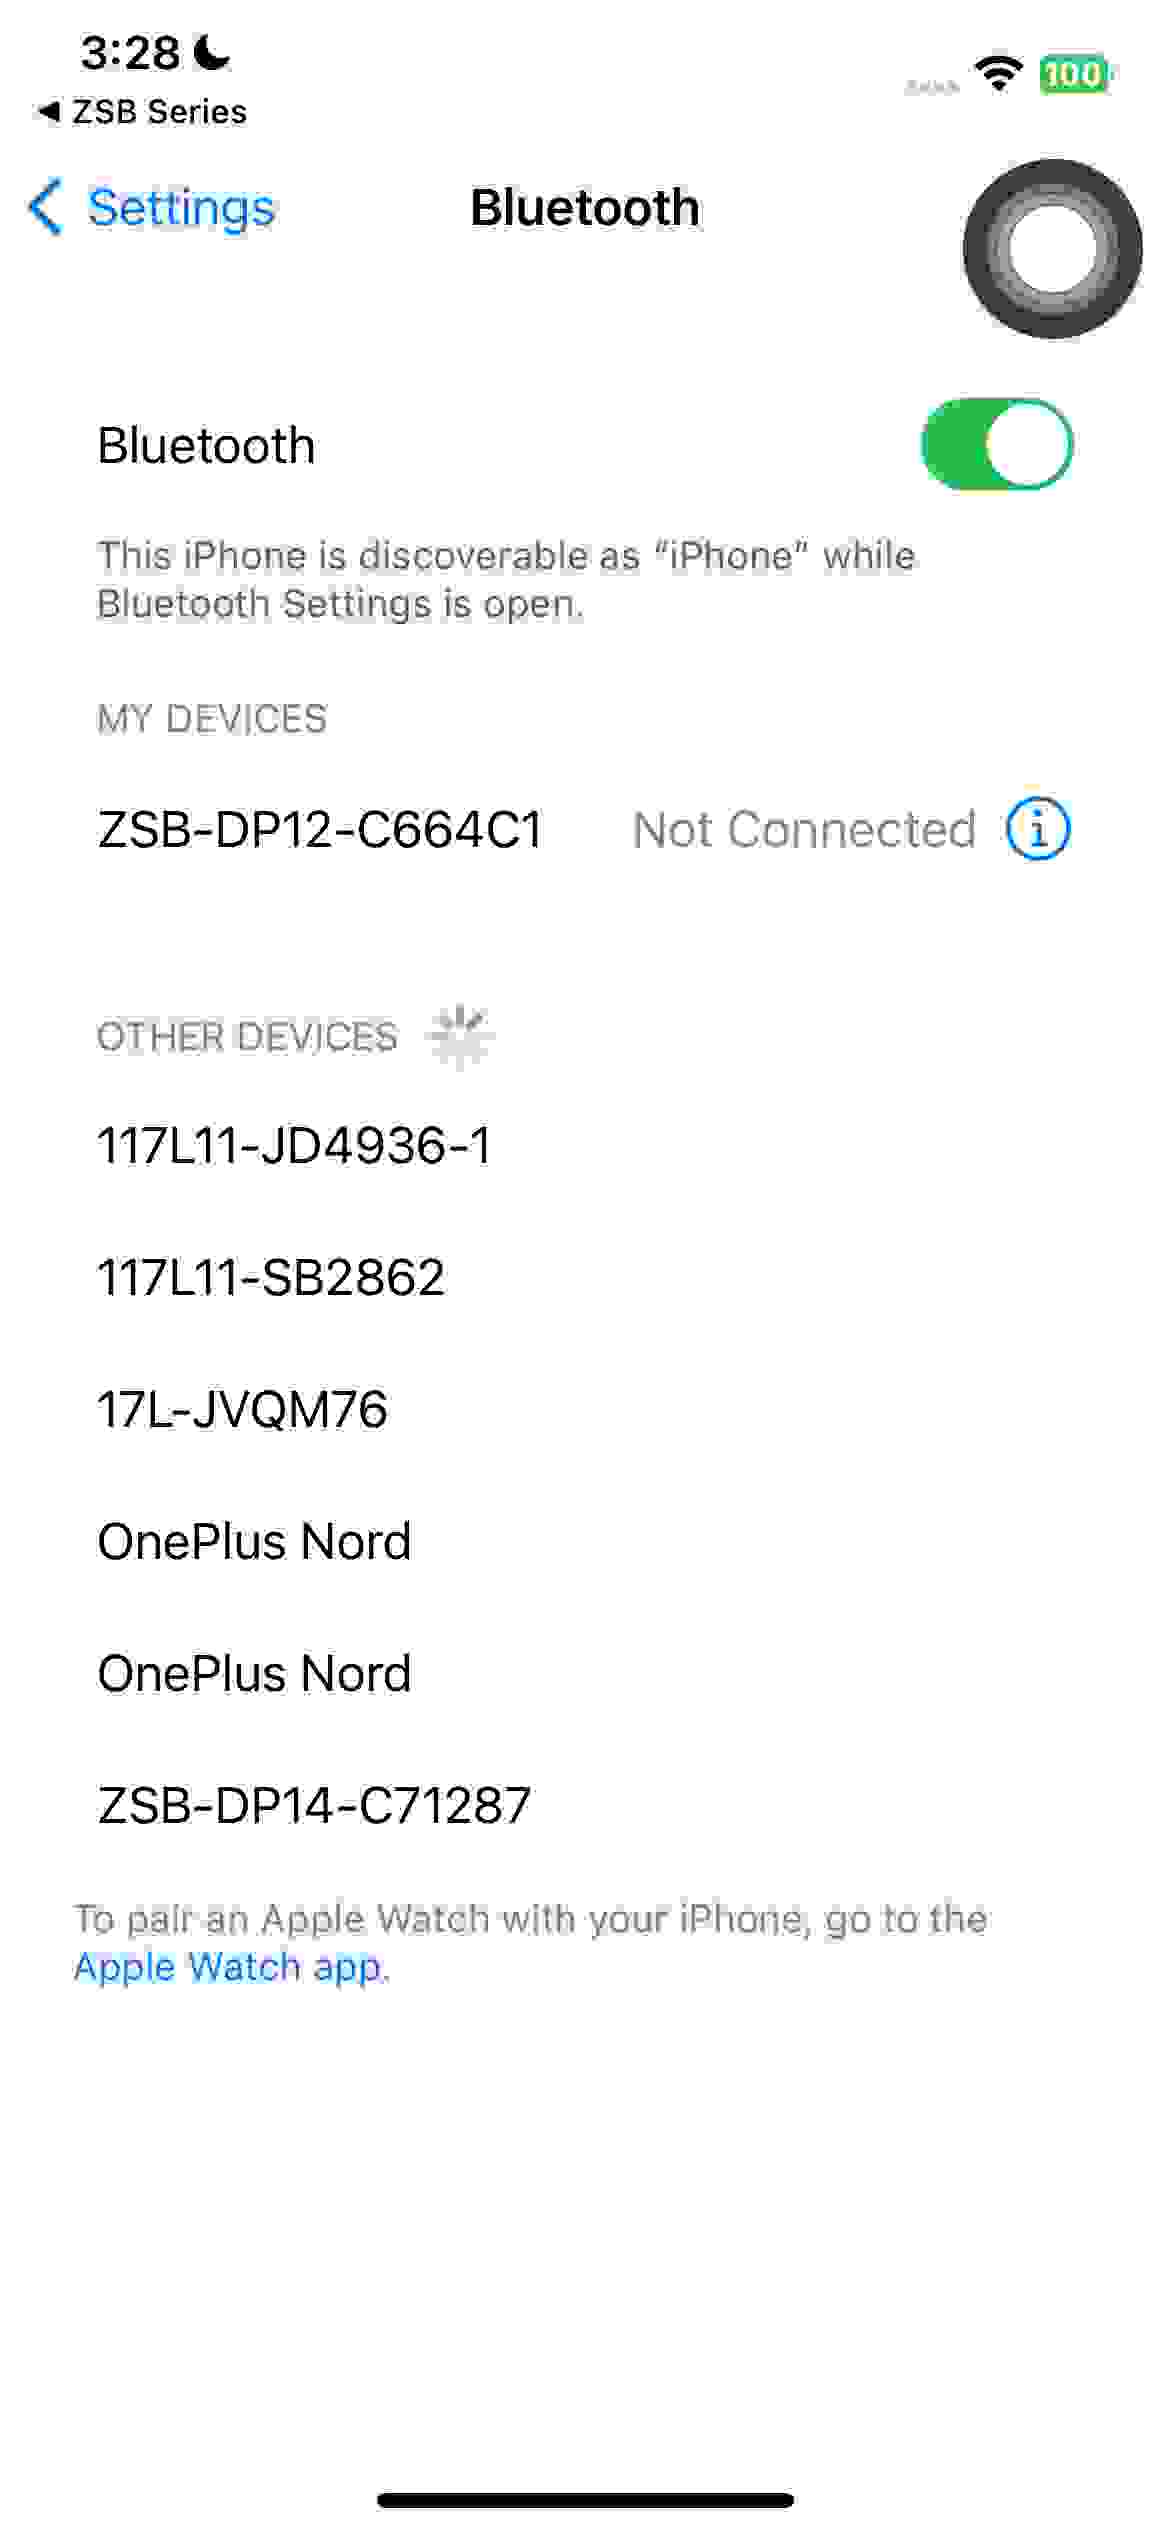 3:28
◀ ZSB Series
100
Settings
Bluetooth
Bluetooth
This iPhone is discoverable as “iPhone” while
Bluetooth Settings is open.
MY DEVICES
ZSB-DP12-C664C1 Not Connected
OTHER DEVICES
117L11-JD4936-1
117L11-SB2862
17L-JVQM76
OnePlus Nord
OnePlus Nord
ZSB-DP14-C71287
To pair an Apple Watch with your iPhone, go to the
Apple Watch app.